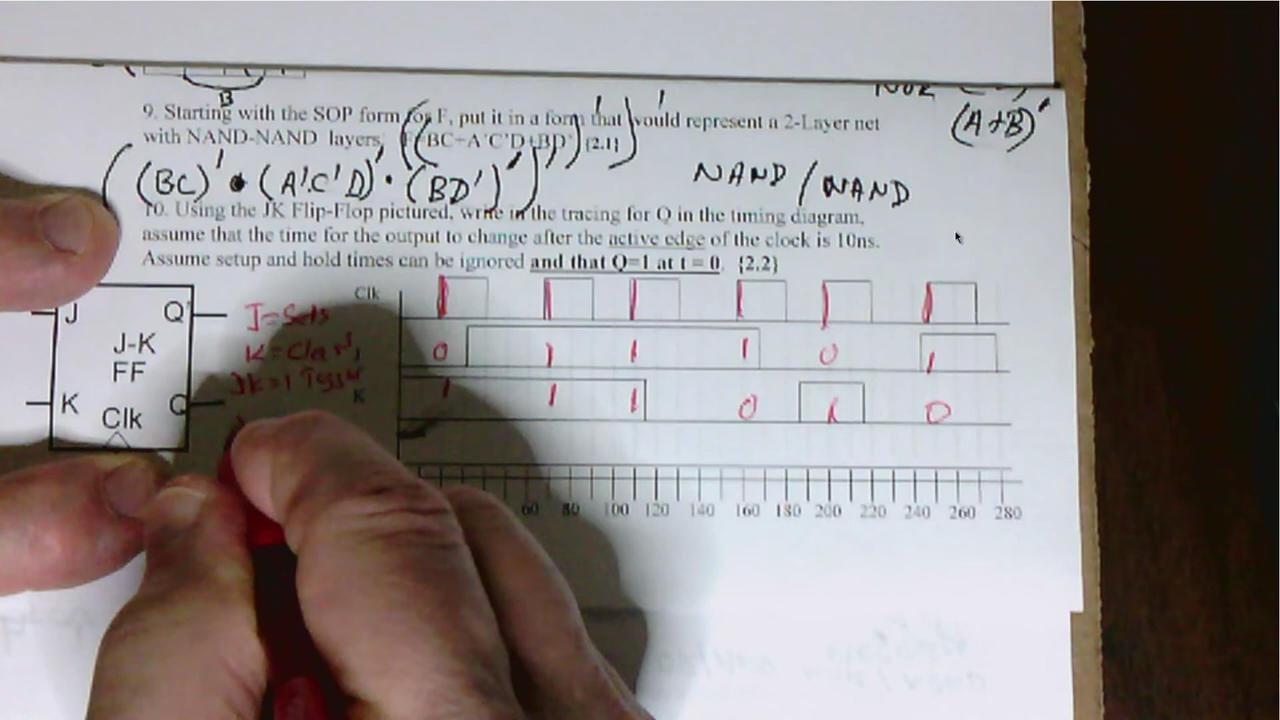 B
9. Starting with the SOP form for F, put it in a form that would represent a 2-Layer net
(A+B)'
with NAND-NAND layers. ((F=BC+A'C'D+BD')')' {2.1}
((BC)' • (A'C'D)' • (BD')')'
NAND / NAND
10. Using the JK Flip-Flop pictured, write in the tracing for Q in the timing diagram,
assume that the time for the output to change after the active edge of the clock is 10ns.
Assume setup and hold times can be ignored and that Q=1 at t = 0. {2.2}
Clk
J Q'
J=Sets
J-K
FF
0 1 1 1 0 1
K
K Q
Clk
1 1 1 0 1 0
60 80 100 120 140 160 180 200 220 240 260 280